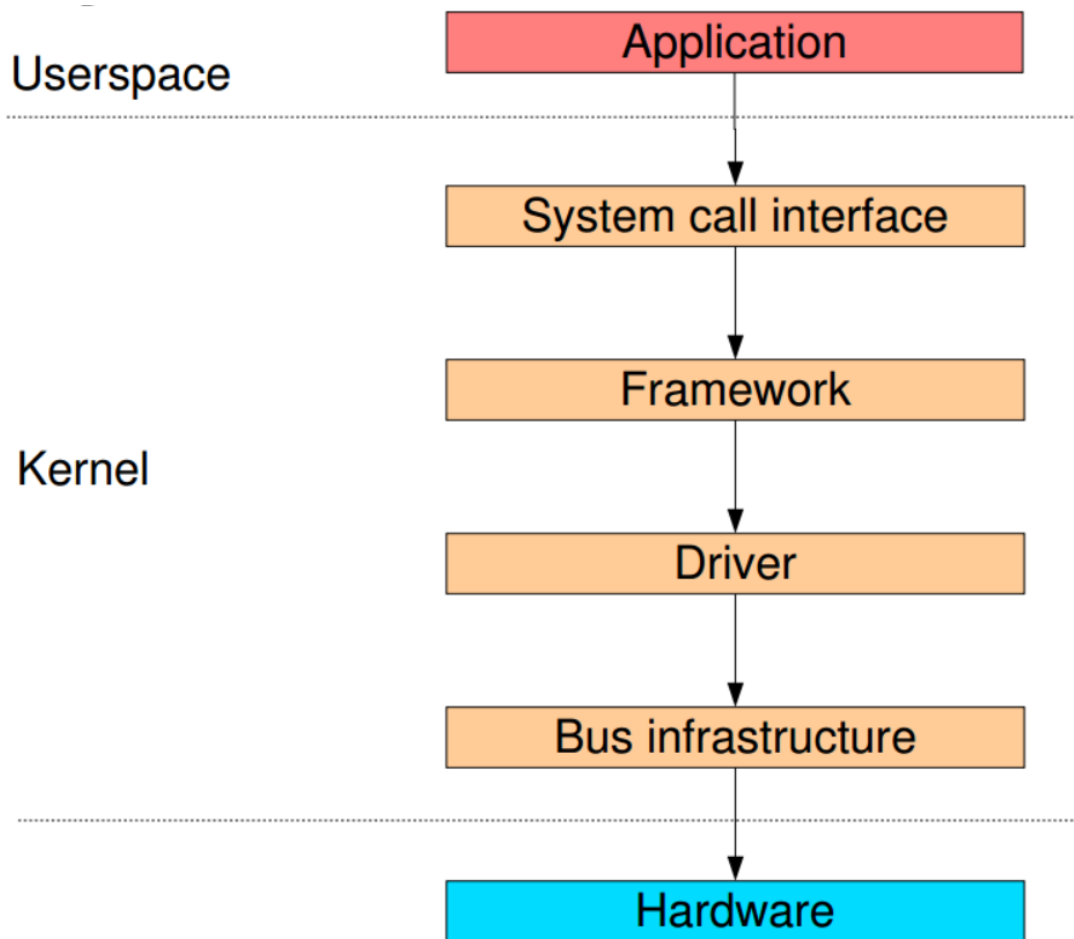 Application
Userspace
System call interface
Framework
Kernel
Driver
Bus infrastructure
Hardware